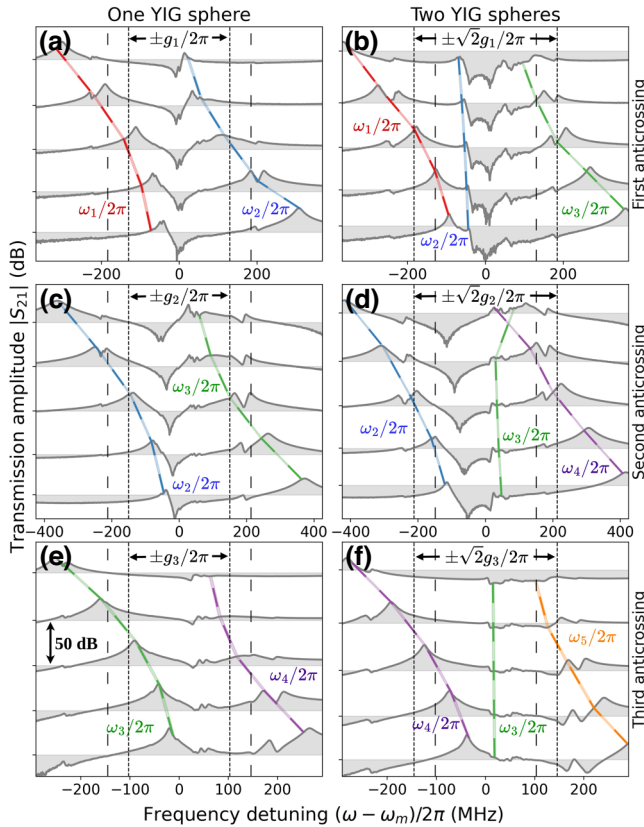 One YIG sphere
Two YIG spheres
(a)
±g₁/2π
ω₁/2π
ω₂/2π
−200
0
200
(b)
±√2g₁/2π
ω₁/2π
ω₂/2π
ω₃/2π
−200
0
200
First anticrossing
(c)
±g₂/2π
ω₃/2π
ω₂/2π
−400
−200
0
200
400
(d)
±√2g₂/2π
ω₂/2π
ω₃/2π
ω₄/2π
−400
−200
0
200
400
Second anticrossing
(e)
±g₃/2π
50 dB
ω₄/2π
ω₃/2π
−200
−100
0
100
200
(f)
±√2g₃/2π
ω₅/2π
ω₄/2π
ω₃/2π
−200
−100
0
100
200
Third anticrossing
Transmission amplitude |S₂₁| (dB)
Frequency detuning (ω − ωₘ)/2π (MHz)